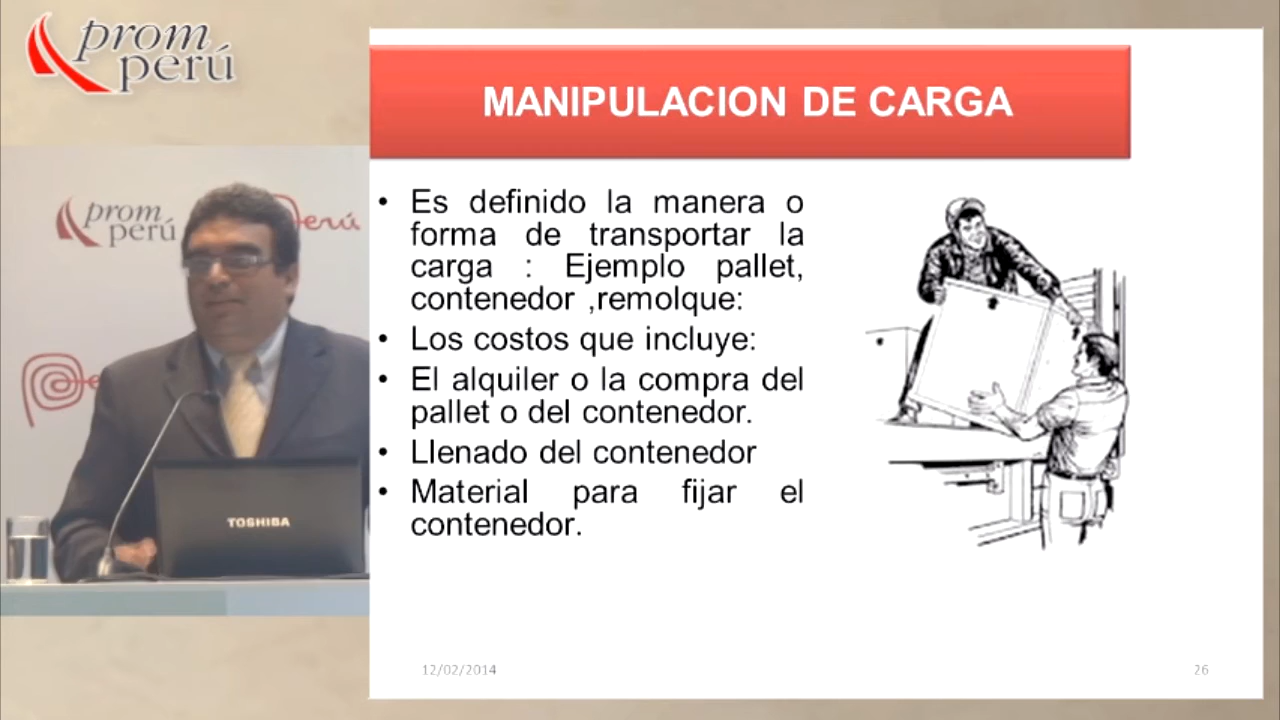 prom
perú
prom
perú
Perú
TOSHIBA
MANIPULACION DE CARGA
• Es definido la manera o
forma de transportar la
carga : Ejemplo pallet,
contenedor ,remolque:
• Los costos que incluye:
• El alquiler o la compra del
pallet o del contenedor.
• Llenado del contenedor
• Material para fijar el
contenedor.
12/02/2014
26